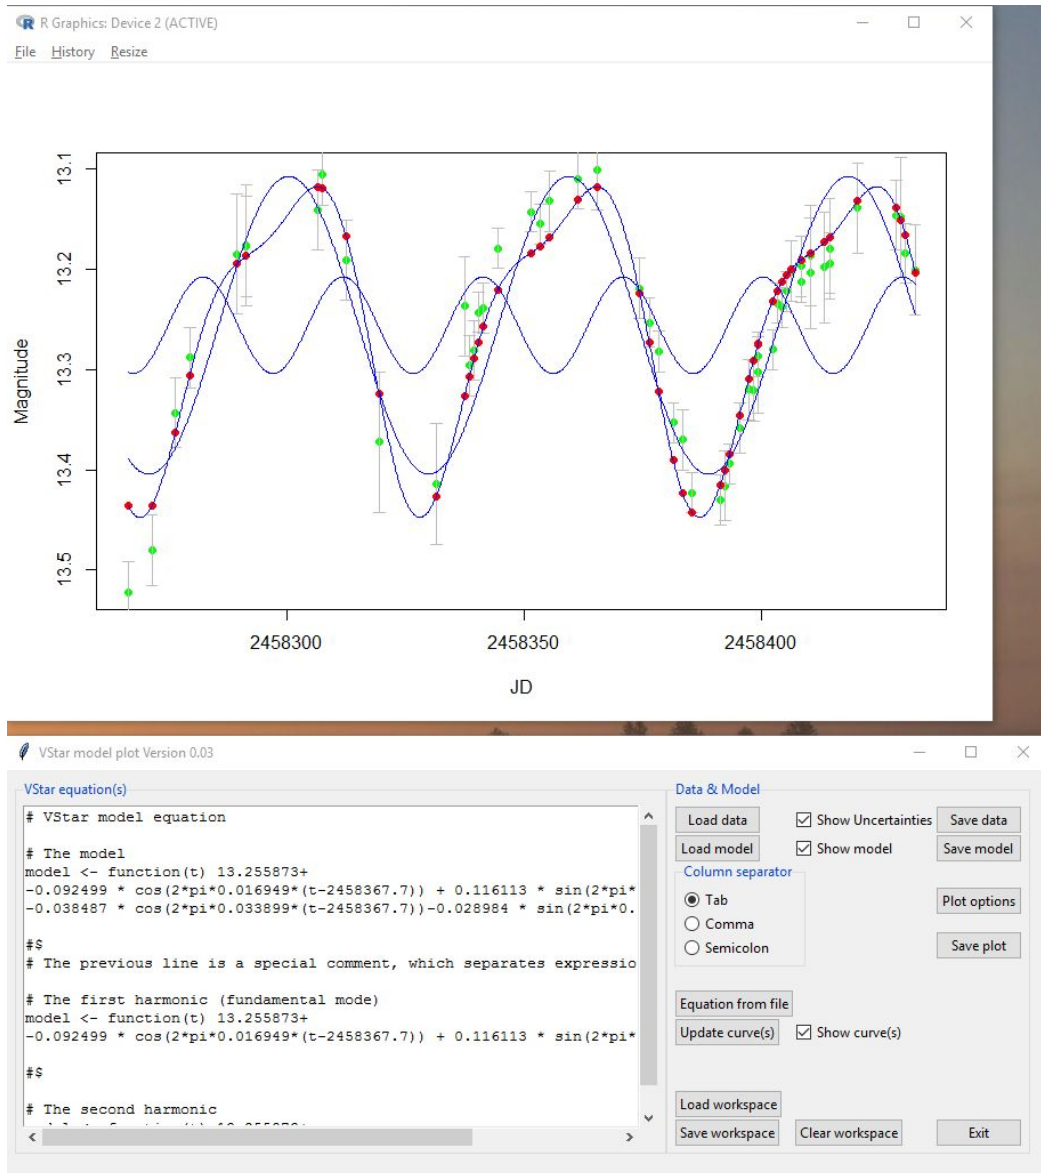 R Graphics: Device 2 (ACTIVE)
File History Resize
13.1
13.2
13.3
13.4
13.5
Magnitude
2458300 2458350 2458400
JD
VStar model plot Version 0.03
VStar equation(s)
# VStar model equation
# The model
model <- function(t) 13.255873+
-0.092499 * cos(2*pi*0.016949*(t-2458367.7)) + 0.116113 * sin(2*pi*
-0.038487 * cos(2*pi*0.033899*(t-2458367.7))-0.028984 * sin(2*pi*0.
#$
# The previous line is a special comment, which separates expressio
# The first harmonic (fundamental mode)
model <- function(t) 13.255873+
-0.092499 * cos(2*pi*0.016949*(t-2458367.7)) + 0.116113 * sin(2*pi*
#$
# The second harmonic
Data & Model
Load data Show Uncertainties Save data
Load model Show model Save model
Column separator
Tab Plot options
Comma
Semicolon Save plot
Equation from file
Update curve(s) Show curve(s)
Load workspace
Save workspace Clear workspace Exit